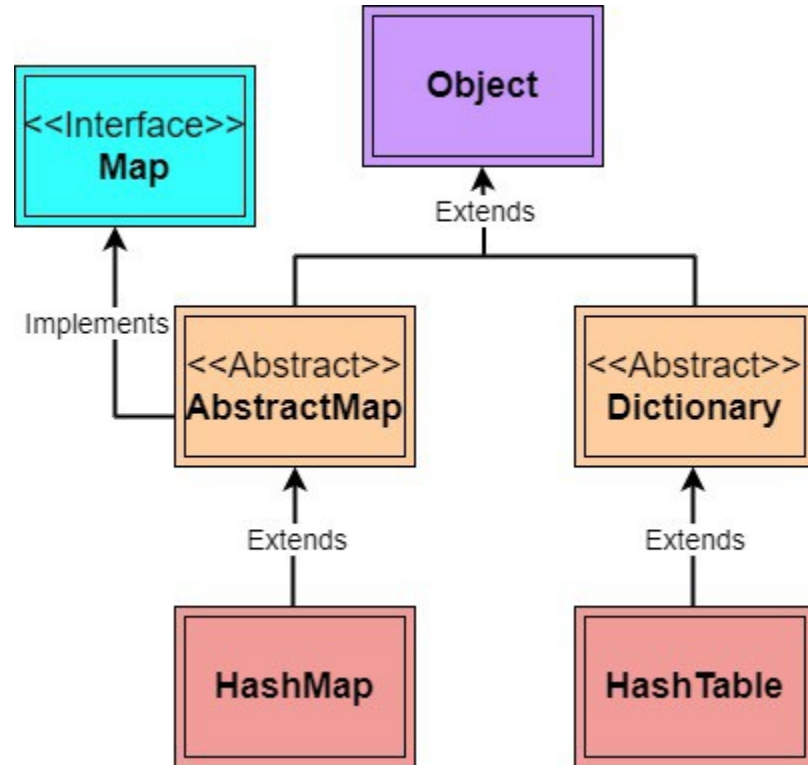 Object
<<Interface>>
Map
Extends
Implements
<<Abstract>>
AbstractMap
<<Abstract>>
Dictionary
Extends
Extends
HashMap
HashTable